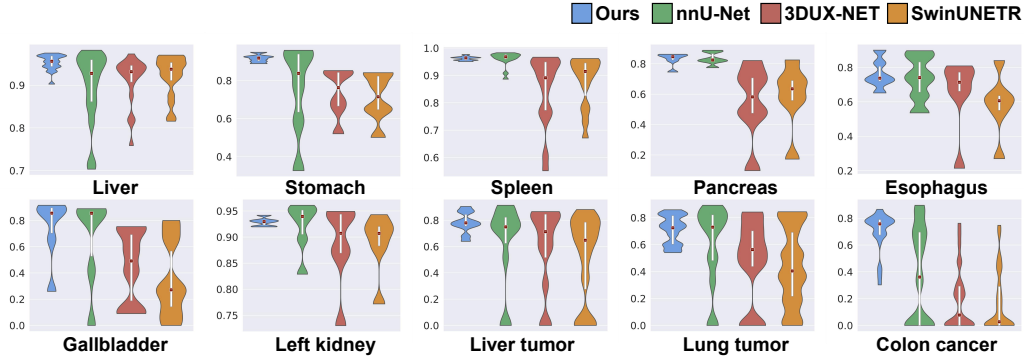 Ours nnU-Net 3DUX-NET SwinUNETR
0.9 0.8 0.7
Liver
0.8 0.6 0.4
Stomach
1.0 0.9 0.8 0.7 0.6
Spleen
0.8 0.6 0.4 0.2
Pancreas
0.8 0.6 0.4 0.2
Esophagus
0.8 0.6 0.4 0.2 0.0
Gallbladder
0.95 0.90 0.85 0.80 0.75
Left kidney
0.8 0.6 0.4 0.2 0.0
Liver tumor
0.8 0.6 0.4 0.2 0.0
Lung tumor
0.8 0.6 0.4 0.2 0.0
Colon cancer